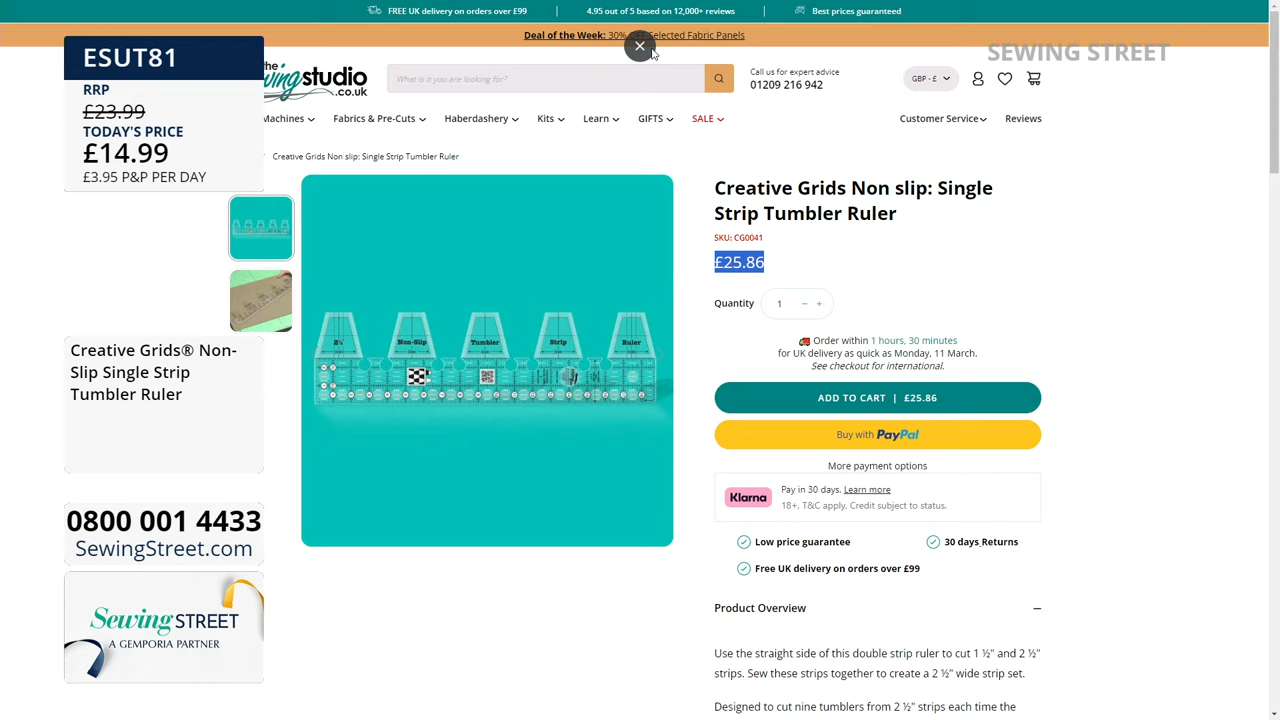 FREE UK delivery on orders over £99
4.95 out of 5 based on 12,000+ reviews
Best prices guaranteed
Deal of the Week: 30% OFF Selected Fabric Panels
SEWING STREET
ESUT81
RRP
£23.99
TODAY'S PRICE
£14.99
£3.95 P&P PER DAY
the
sewing studio
.co.uk
What is it you are looking for?
Call us for expert advice
01209 216 942
GBP - £
Machines
Fabrics & Pre-Cuts
Haberdashery
Kits
Learn
GIFTS
SALE
Customer Service
Reviews
Creative Grids Non slip: Single Strip Tumbler Ruler
Creative Grids® Non-
Slip Single Strip
Tumbler Ruler
0800 001 4433
SewingStreet.com
Sewing STREET
A GEMPORIA PARTNER
2½"
Non-Slip
Tumbler
Strip
Ruler
Creative Grids Non slip: Single
Strip Tumbler Ruler
SKU: CG0041
£25.86
Quantity
1
Order within 1 hours, 30 minutes
for UK delivery as quick as Monday, 11 March.
See checkout for international.
ADD TO CART | £25.86
Buy with PayPal
More payment options
Klarna
Pay in 30 days. Learn more
18+, T&C apply. Credit subject to status.
Low price guarantee
30 days Returns
Free UK delivery on orders over £99
Product Overview
Use the straight side of this double strip ruler to cut 1 ½" and 2 ½"
strips. Sew these strips together to create a 2 ½" wide strip set.
Designed to cut nine tumblers from 2 ½" strips each time the